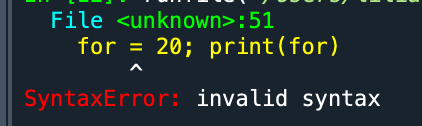 File <unknown>:51
for = 20; print(for)
^
SyntaxError: invalid syntax